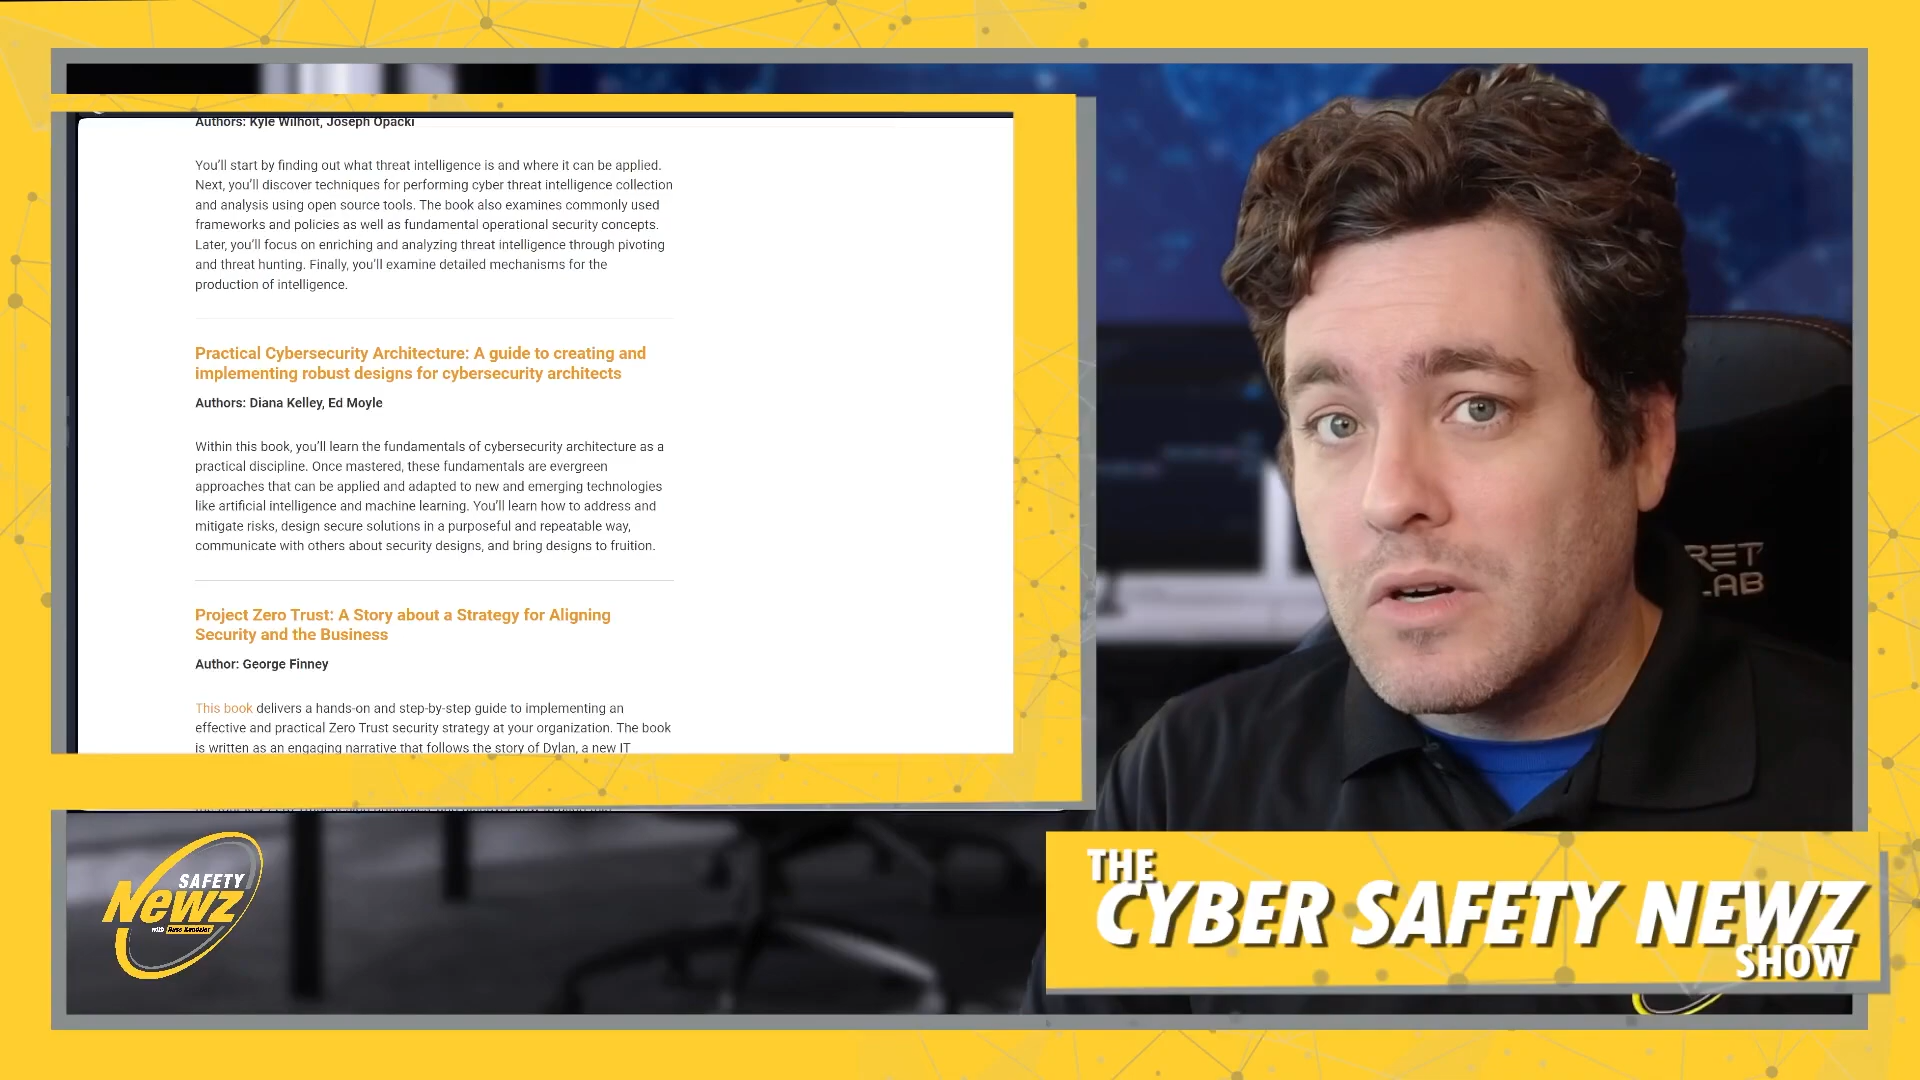 Authors: Kyle Wilhoit, Joseph Opacki
You'll start by finding out what threat intelligence is and where it can be applied.
Next, you'll discover techniques for performing cyber threat intelligence collection
and analysis using open source tools. The book also examines commonly used
frameworks and policies as well as fundamental operational security concepts.
Later, you'll focus on enriching and analyzing threat intelligence through pivoting
and threat hunting. Finally, you'll examine detailed mechanisms for the
production of intelligence.
Practical Cybersecurity Architecture: A guide to creating and
implementing robust designs for cybersecurity architects
Authors: Diana Kelley, Ed Moyle
Within this book, you'll learn the fundamentals of cybersecurity architecture as a
practical discipline. Once mastered, these fundamentals are evergreen
approaches that can be applied and adapted to new and emerging technologies
like artificial intelligence and machine learning. You'll learn how to address and
mitigate risks, design secure solutions in a purposeful and repeatable way,
communicate with others about security designs, and bring designs to fruition.
Project Zero Trust: A Story about a Strategy for Aligning
Security and the Business
Author: George Finney
This book delivers a hands-on and step-by-step guide to implementing an
effective and practical Zero Trust security strategy at your organization. The book
is written as an engaging narrative that follows the story of Dylan, a new IT
RET
LAB
SAFETY
Newz
with
THE
CYBER SAFETY NEWZ
SHOW